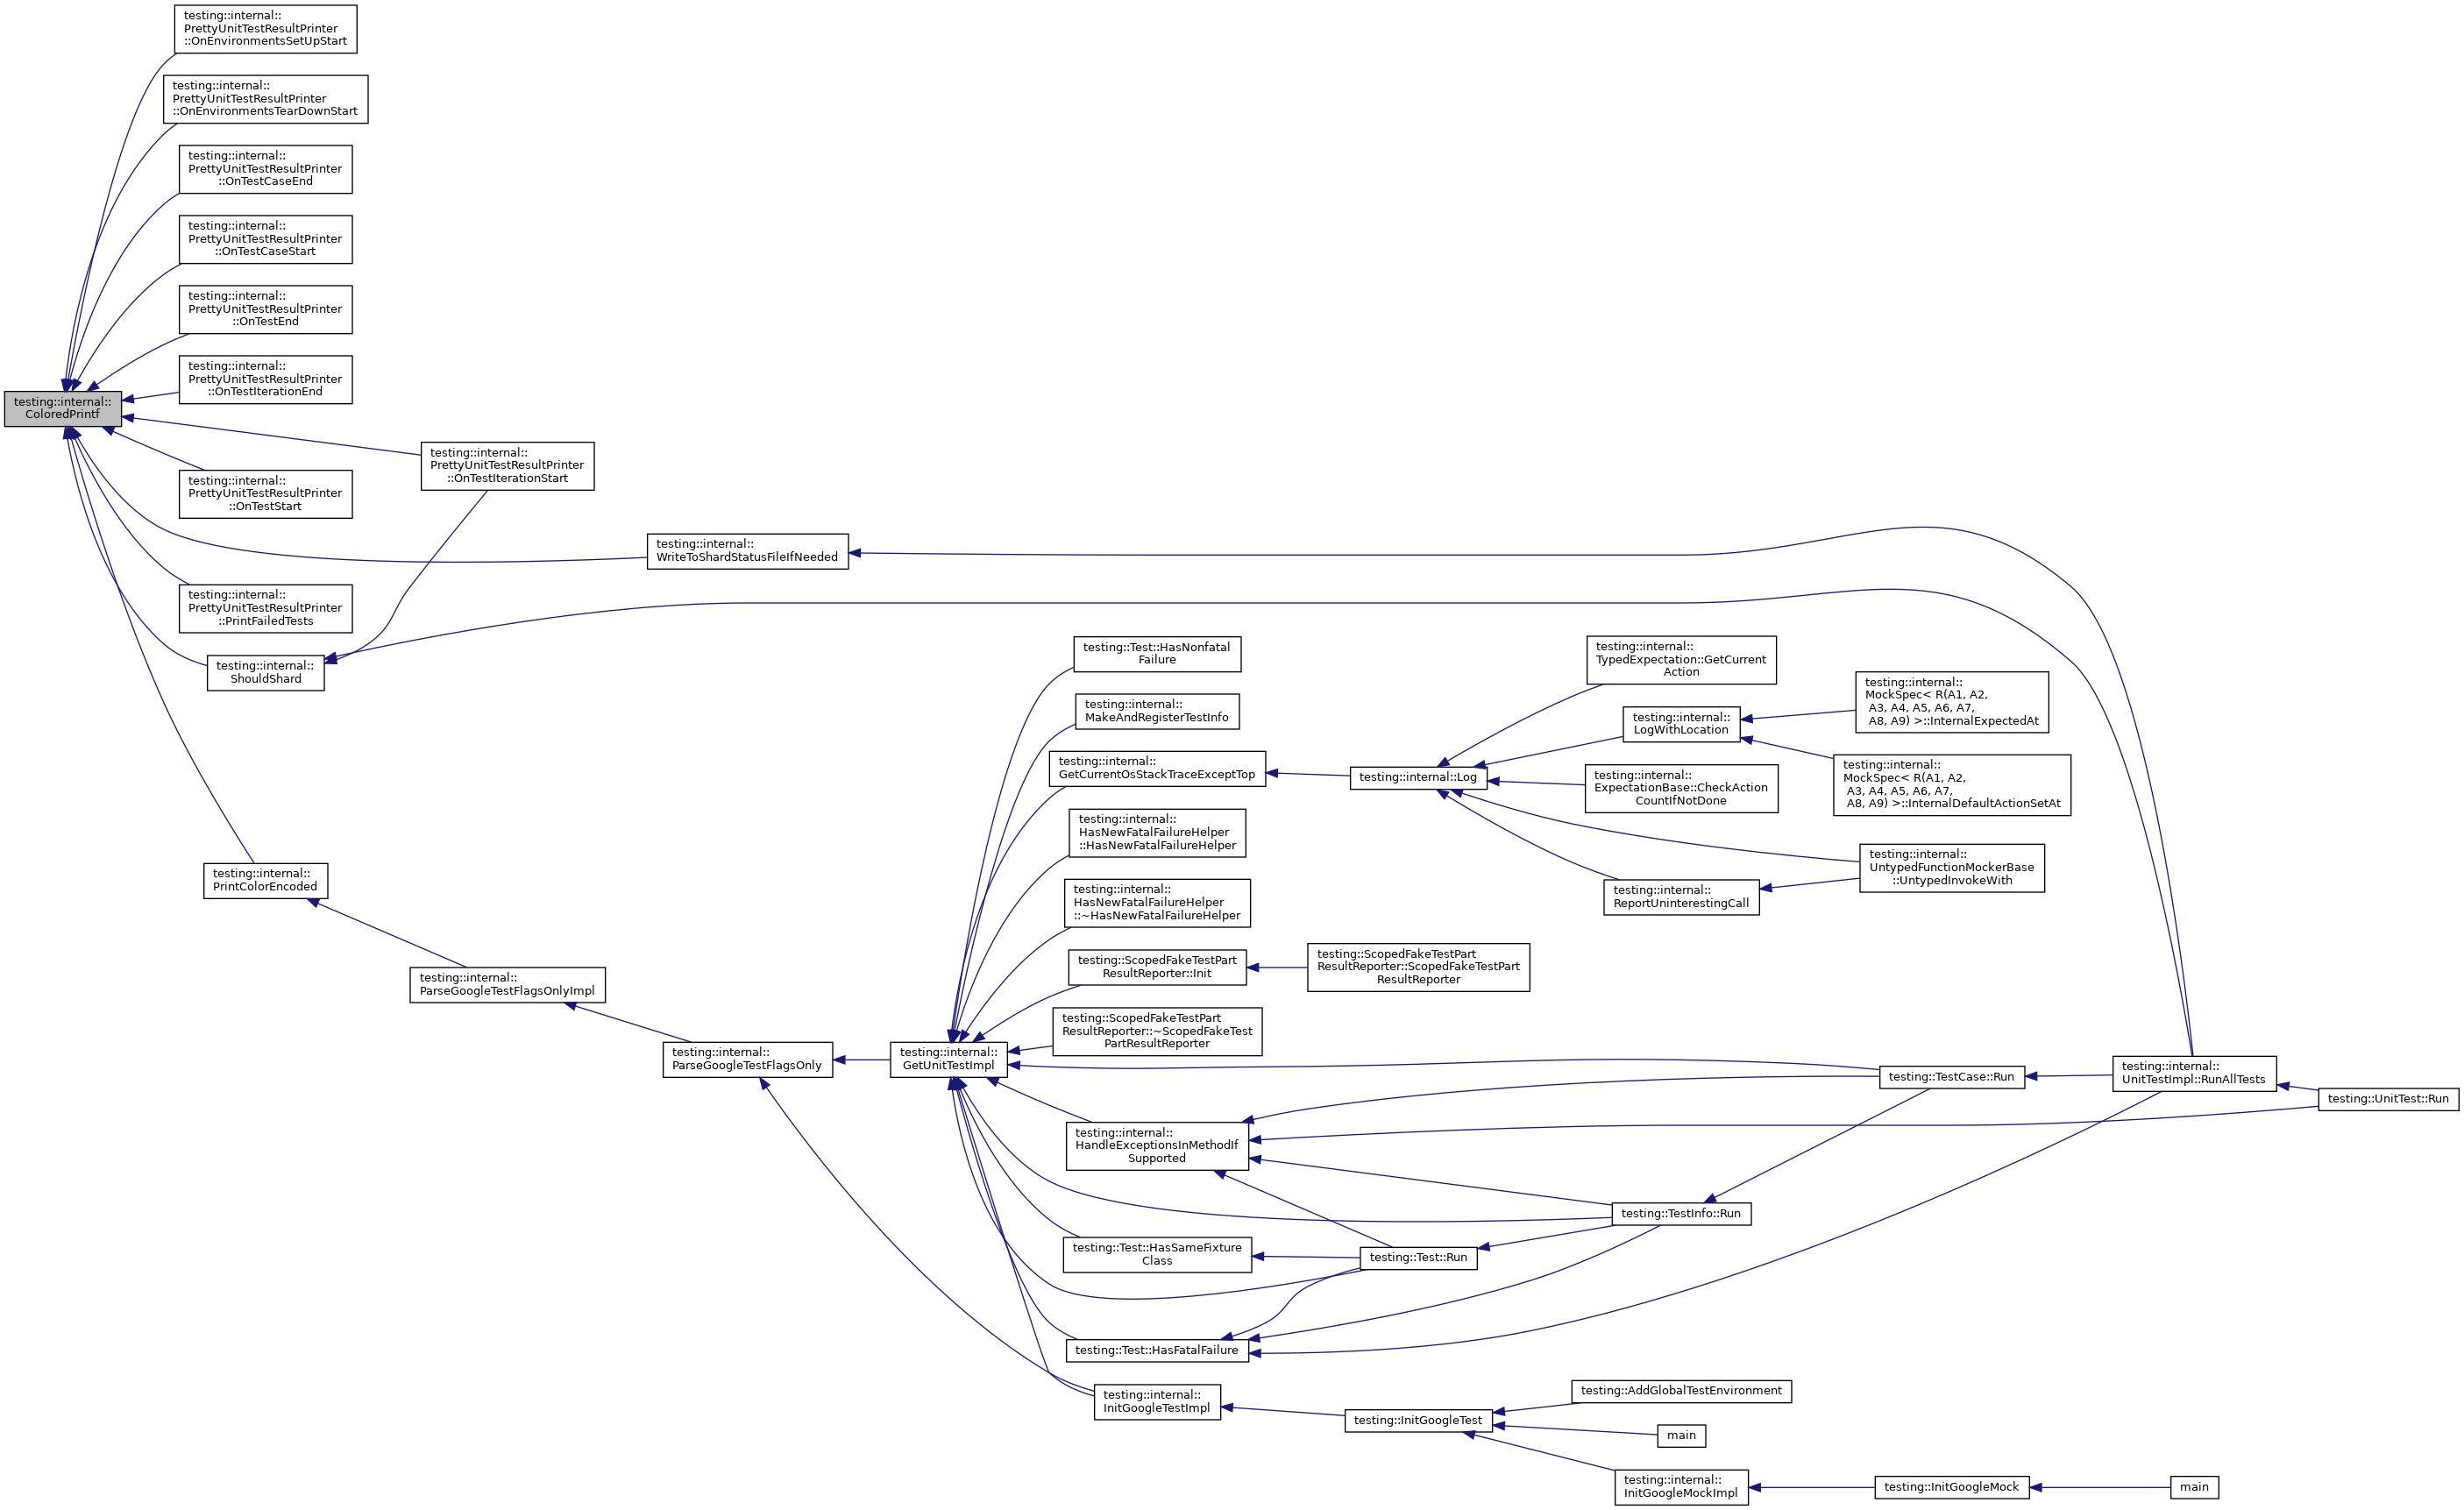 testing::internal::
PrettyUnitTestResultPrinter
::OnEnvironmentsSetUpStart
testing::internal::
PrettyUnitTestResultPrinter
::OnEnvironmentsTearDownStart
testing::internal::
PrettyUnitTestResultPrinter
::OnTestCaseEnd
testing::internal::
PrettyUnitTestResultPrinter
::OnTestCaseStart
testing::internal::
PrettyUnitTestResultPrinter
::OnTestEnd
testing::internal::
PrettyUnitTestResultPrinter
::OnTestIterationEnd
testing::internal::
ColoredPrintf
testing::internal::
PrettyUnitTestResultPrinter
::OnTestIterationStart
testing::internal::
PrettyUnitTestResultPrinter
::OnTestStart
testing::internal::
WriteToShardStatusFileIfNeeded
testing::internal::
PrettyUnitTestResultPrinter
::PrintFailedTests
testing::internal::
ShouldShard
testing::Test::HasNonfatal
Failure
testing::internal::
TypedExpectation::GetCurrent
Action
testing::internal::
MakeAndRegisterTestInfo
testing::internal::
LogWithLocation
testing::internal::
MockSpec< R(A1, A2,
A3, A4, A5, A6, A7,
A8, A9) >::InternalExpectedAt
testing::internal::
GetCurrentOsStackTraceExceptTop
testing::internal::Log
testing::internal::
ExpectationBase::CheckAction
CountIfNotDone
testing::internal::
MockSpec< R(A1, A2,
A3, A4, A5, A6, A7,
A8, A9) >::InternalDefaultActionSetAt
testing::internal::
HasNewFatalFailureHelper
::HasNewFatalFailureHelper
testing::internal::
UntypedFunctionMockerBase
::UntypedInvokeWith
testing::internal::
PrintColorEncoded
testing::internal::
HasNewFatalFailureHelper
::~HasNewFatalFailureHelper
testing::internal::
ReportUninterestingCall
testing::internal::
ParseGoogleTestFlagsOnlyImpl
testing::ScopedFakeTestPart
ResultReporter::Init
testing::ScopedFakeTestPart
ResultReporter::ScopedFakeTestPart
ResultReporter
testing::ScopedFakeTestPart
ResultReporter::~ScopedFakeTest
PartResultReporter
testing::internal::
ParseGoogleTestFlagsOnly
testing::internal::
GetUnitTestImpl
testing::TestCase::Run
testing::internal::
UnitTestImpl::RunAllTests
testing::UnitTest::Run
testing::internal::
HandleExceptionsInMethodIf
Supported
testing::TestInfo::Run
testing::Test::HasSameFixture
Class
testing::Test::Run
testing::Test::HasFatalFailure
testing::internal::
InitGoogleTestImpl
testing::InitGoogleTest
testing::AddGlobalTestEnvironment
main
testing::internal::
InitGoogleMockImpl
testing::InitGoogleMock
main